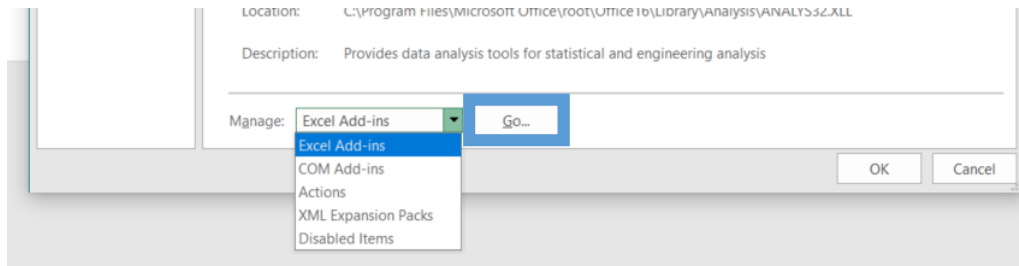 Location: C:\Program Files\Microsoft Office\root\Office16\Library\Analysis\ANALYS32.XLL
Description: Provides data analysis tools for statistical and engineering analysis
Manage: Excel Add-ins Go...
Excel Add-ins
COM Add-ins
OK Cancel
Actions
XML Expansion Packs
Disabled Items